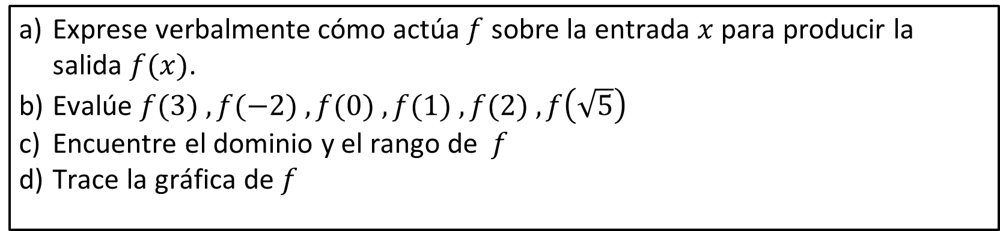 a) Exprese verbalmente cómo actúa f sobre la entrada x para producir la
salida f(x).
b) Evalúe f(3) , f(−2) , f(0) , f(1) , f(2) , f(√5)
c) Encuentre el dominio y el rango de f
d) Trace la gráfica de f